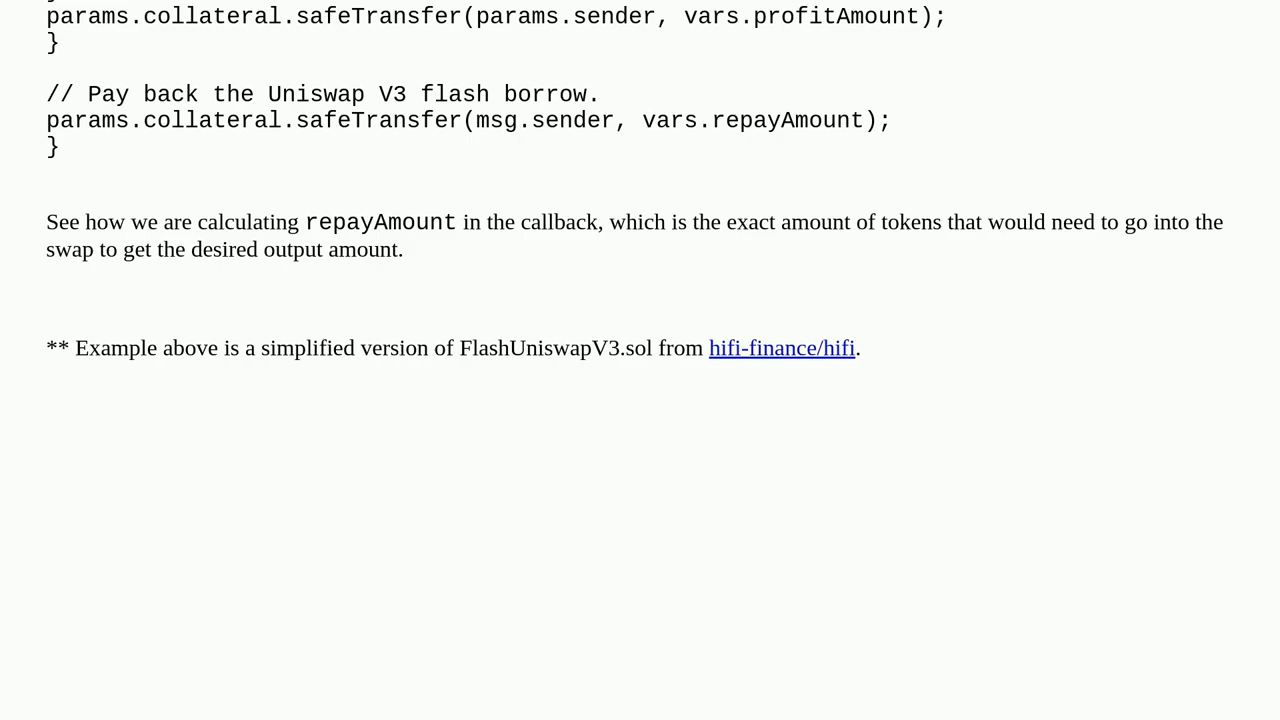 params.collateral.safeTransfer(params.sender, vars.profitAmount);
}
// Pay back the Uniswap V3 flash borrow.
params.collateral.safeTransfer(msg.sender, vars.repayAmount);
}
See how we are calculating repayAmount in the callback, which is the exact amount of tokens that would need to go into the
swap to get the desired output amount.
** Example above is a simplified version of FlashUniswapV3.sol from hifi-finance/hifi.